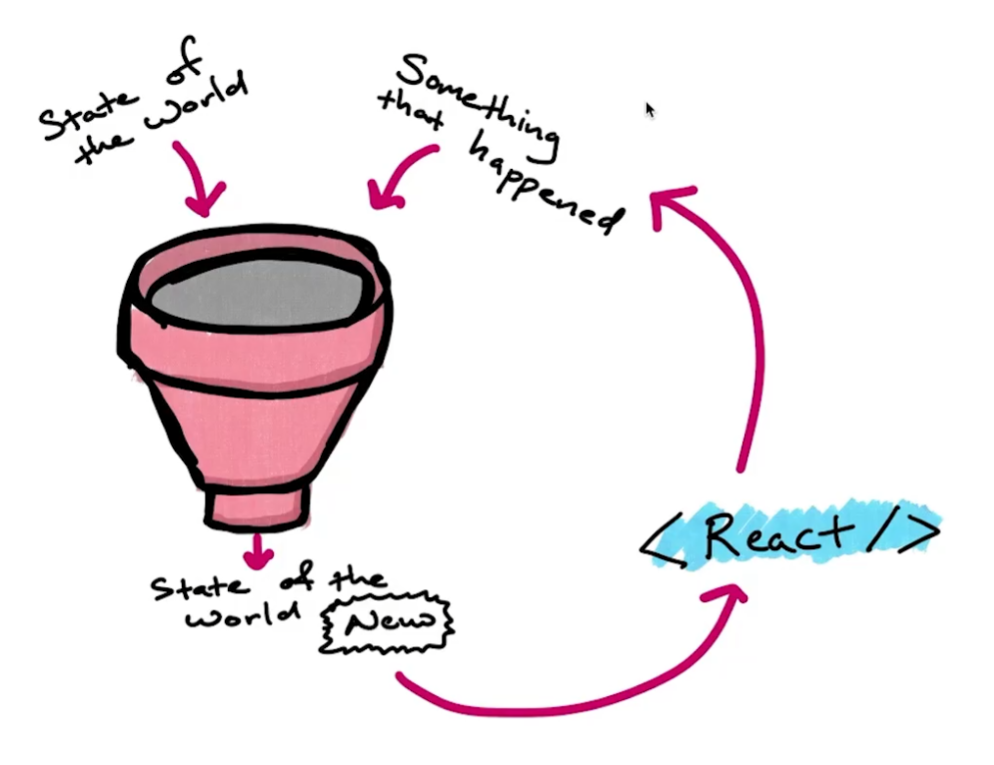 State of
the world
Something
that happened
< React />
State of the
world New